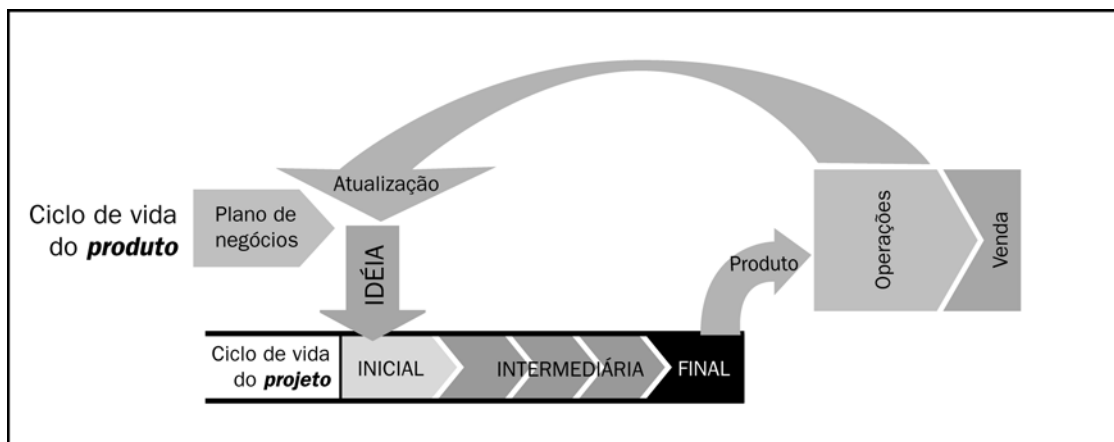 Atualização
Ciclo de vida
do produto
Plano de
negócios
IDÉIA
Produto
Operações
Venda
Ciclo de vida
do projeto
INICIAL
INTERMEDIÁRIA
FINAL